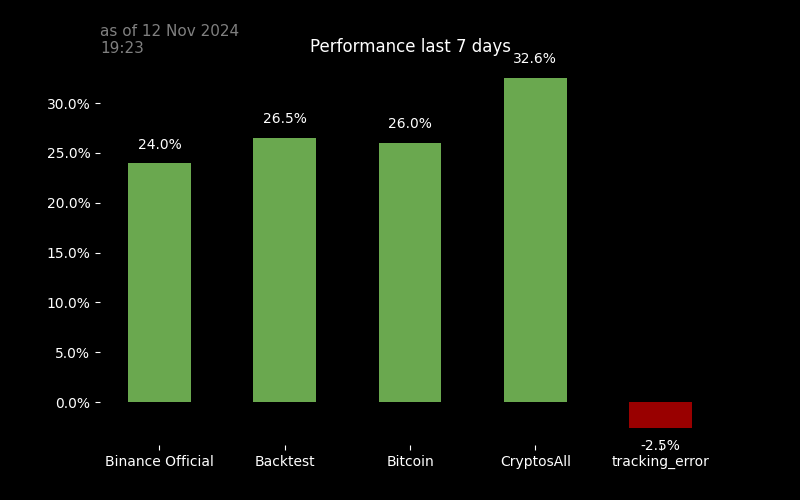 as of 12 Nov 2024
19:23
Performance last 7 days
32.6%
30.0%
26.5%
26.0%
24.0%
25.0%
20.0%
15.0%
10.0%
5.0%
0.0%
-2.5%
Binance Official
Backtest
Bitcoin
CryptosAll
tracking_error